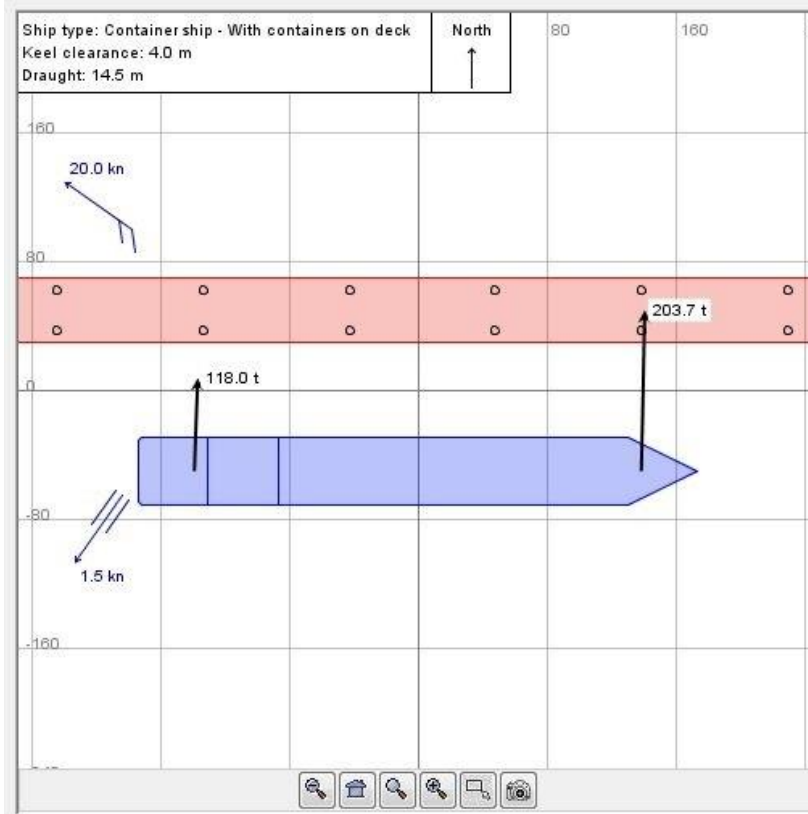 Ship type: Container ship - With containers on deck
Keel clearance: 4.0 m
Draught: 14.5 m
North
80
160
160
20.0 kn
80
203.7 t
118.0 t
0
-80
1.5 kn
-160